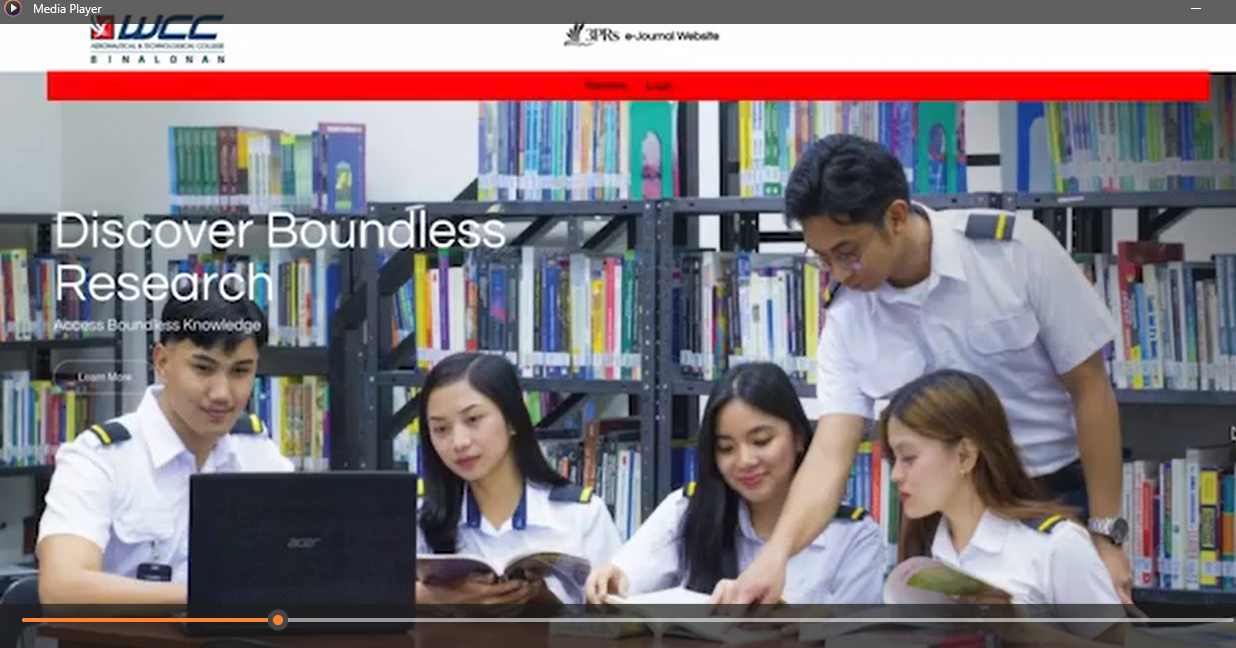 Media Player
WCC
AERONAUTICAL & TECHNOLOGICAL COLLEGE
BINALONAN
3PRs e-Journal Website
Login
Discover Boundless
Research
Access Boundless Knowledge
Learn More
acer